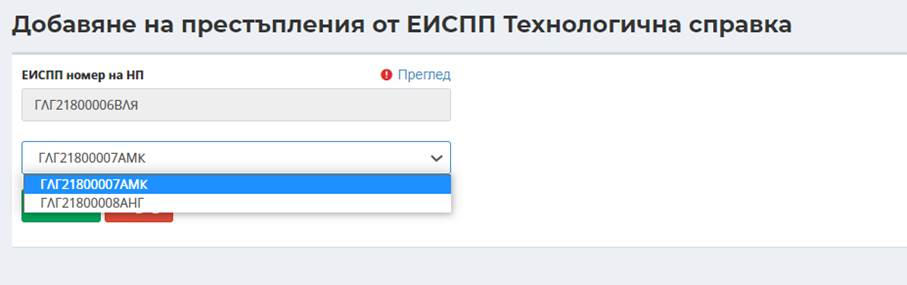 Добавяне на престъпления от ЕИСПП Технологична справка
ЕИСПП номер на НП
Преглед
ГЛГ21800006ВЛЯ
ГЛГ21800007АМК
ГЛГ21800007АМК
ГЛГ21800008АНГ